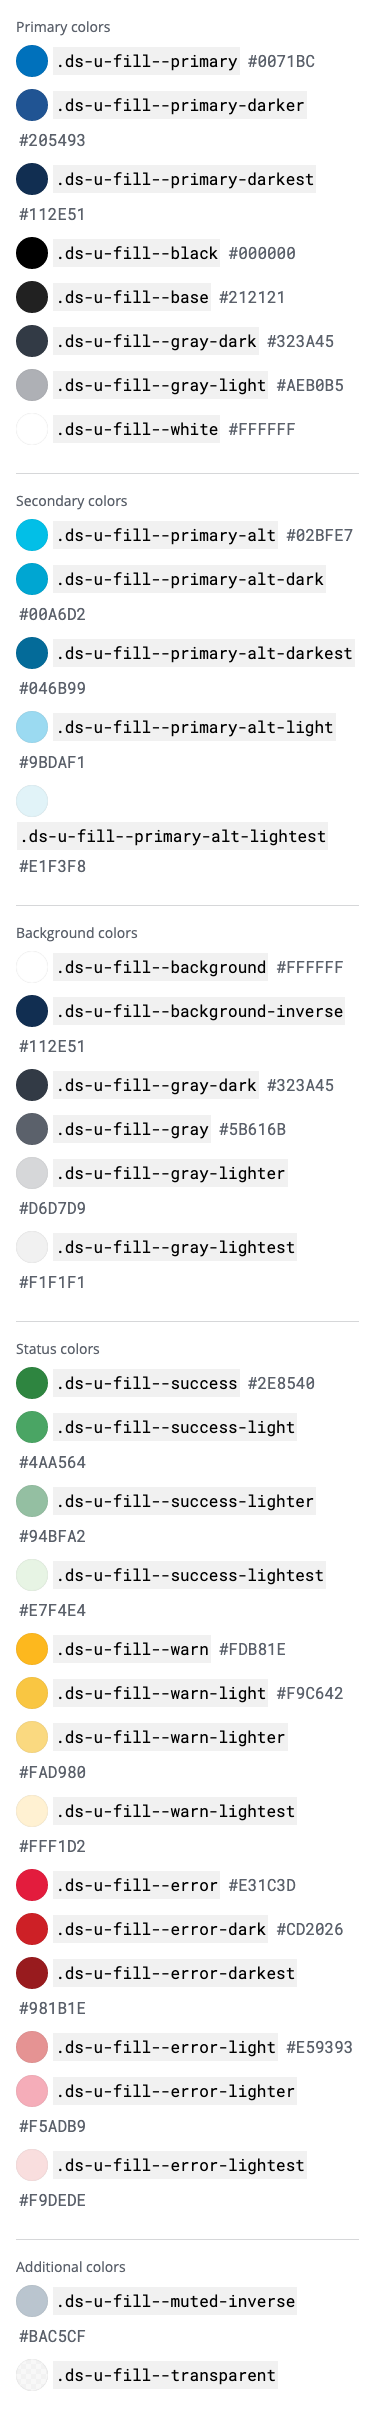 Primary colors
.ds-u-fill--primary #0071BC
.ds-u-fill--primary-darker
#205493
.ds-u-fill--primary-darkest
#112E51
.ds-u-fill--black #000000
.ds-u-fill--base #212121
.ds-u-fill--gray-dark #323A45
.ds-u-fill--gray-light #AEB0B5
.ds-u-fill--white #FFFFFF
Secondary colors
.ds-u-fill--primary-alt #02BFE7
.ds-u-fill--primary-alt-dark
#00A6D2
.ds-u-fill--primary-alt-darkest
#046B99
.ds-u-fill--primary-alt-light
#9BDAF1
.ds-u-fill--primary-alt-lightest
#E1F3F8
Background colors
.ds-u-fill--background #FFFFFF
.ds-u-fill--background-inverse
#112E51
.ds-u-fill--gray-dark #323A45
.ds-u-fill--gray #5B616B
.ds-u-fill--gray-lighter
#D6D7D9
.ds-u-fill--gray-lightest
#F1F1F1
Status colors
.ds-u-fill--success #2E8540
.ds-u-fill--success-light
#4AA564
.ds-u-fill--success-lighter
#94BFA2
.ds-u-fill--success-lightest
#E7F4E4
.ds-u-fill--warn #FDB81E
.ds-u-fill--warn-light #F9C642
.ds-u-fill--warn-lighter
#FAD980
.ds-u-fill--warn-lightest
#FFF1D2
.ds-u-fill--error #E31C3D
.ds-u-fill--error-dark #CD2026
.ds-u-fill--error-darkest
#981B1E
.ds-u-fill--error-light #E59393
.ds-u-fill--error-lighter
#F5ADB9
.ds-u-fill--error-lightest
#F9DEDE
Additional colors
.ds-u-fill--muted-inverse
#BAC5CF
.ds-u-fill--transparent